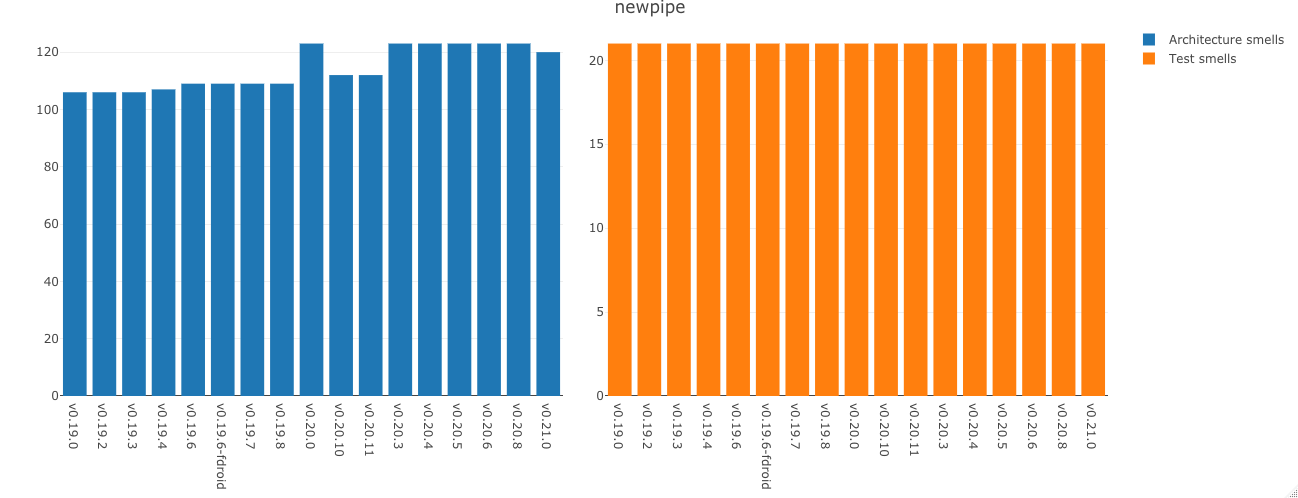 newpipe
120
100
80
60
40
20
0
v0.19.0
v0.19.2
v0.19.3
v0.19.4
v0.19.6
v0.19.6-fdroid
v0.19.7
v0.19.8
v0.20.0
v0.20.10
v0.20.11
v0.20.3
v0.20.4
v0.20.5
v0.20.6
v0.20.8
v0.21.0
20
15
10
5
0
v0.19.0
v0.19.2
v0.19.3
v0.19.4
v0.19.6
v0.19.6-fdroid
v0.19.7
v0.19.8
v0.20.0
v0.20.10
v0.20.11
v0.20.3
v0.20.4
v0.20.5
v0.20.6
v0.20.8
v0.21.0
Architecture smells
Test smells